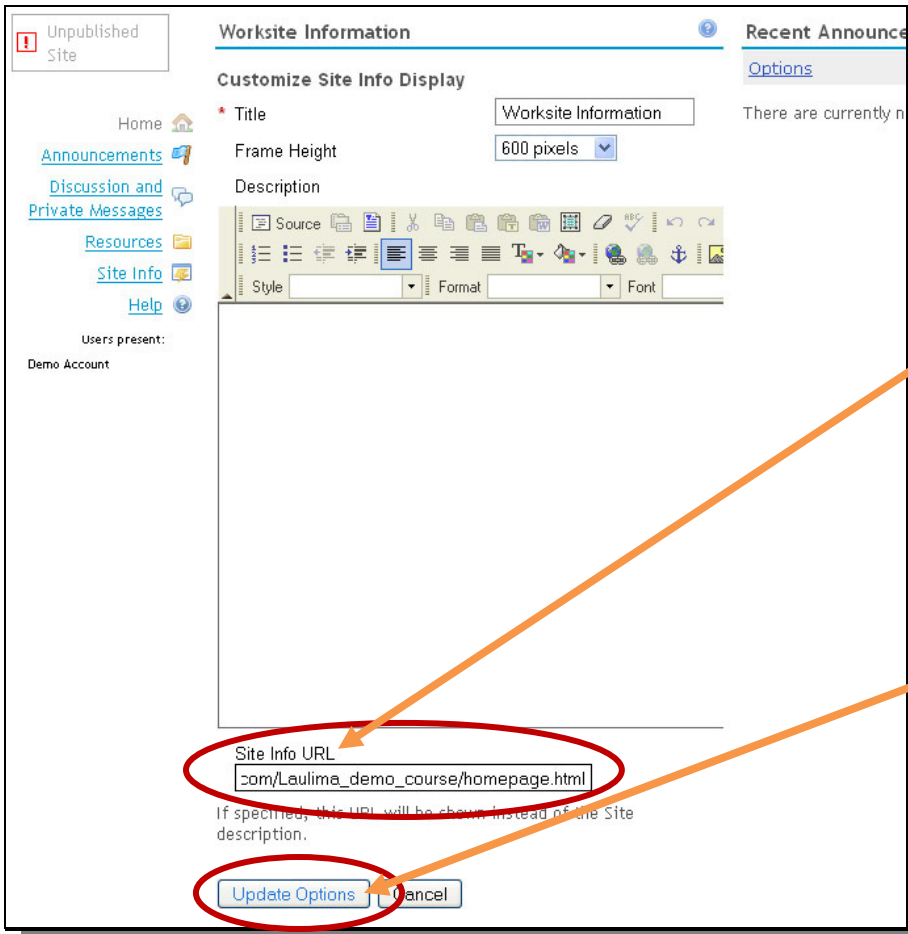 Unpublished
Site
Home
Announcements
Discussion and
Private Messages
Resources
Site Info
Help
Users present:
Demo Account
Worksite Information
Customize Site Info Display
* Title
Worksite Information
Frame Height
600 pixels
Description
Source
Style
Format
Font
Site Info URL
com/Laulima_demo_course/homepage.html
If specified, this URL will be shown instead of the Site
description.
Update Options
Cancel
Recent Announce
Options
There are currently n